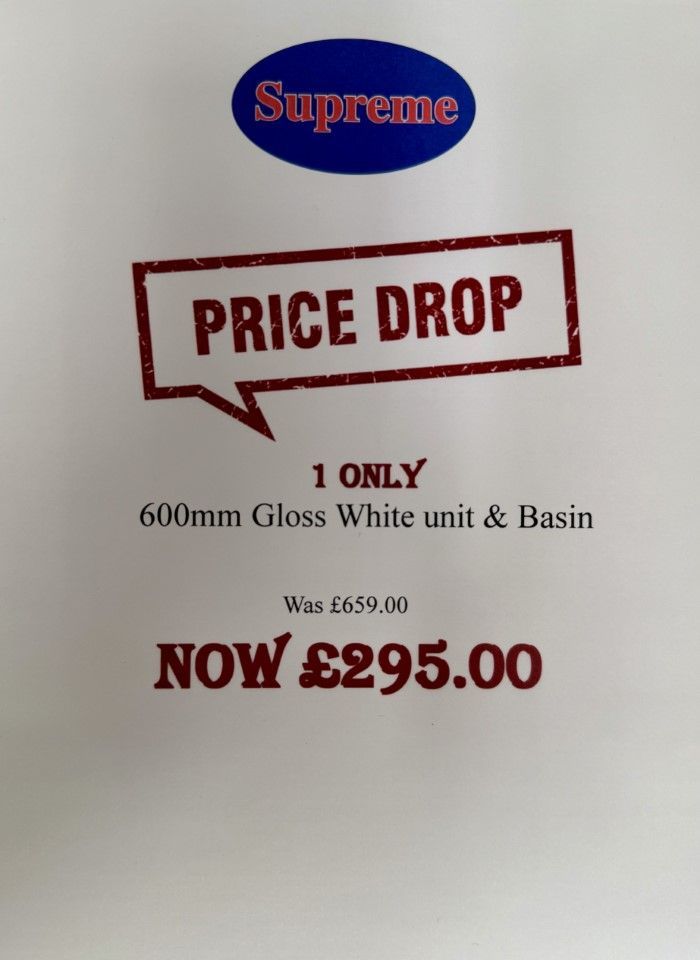 Supreme
PRICE DROP
1 ONLY
600mm Gloss White unit & Basin
Was £659.00
NOW £295.00